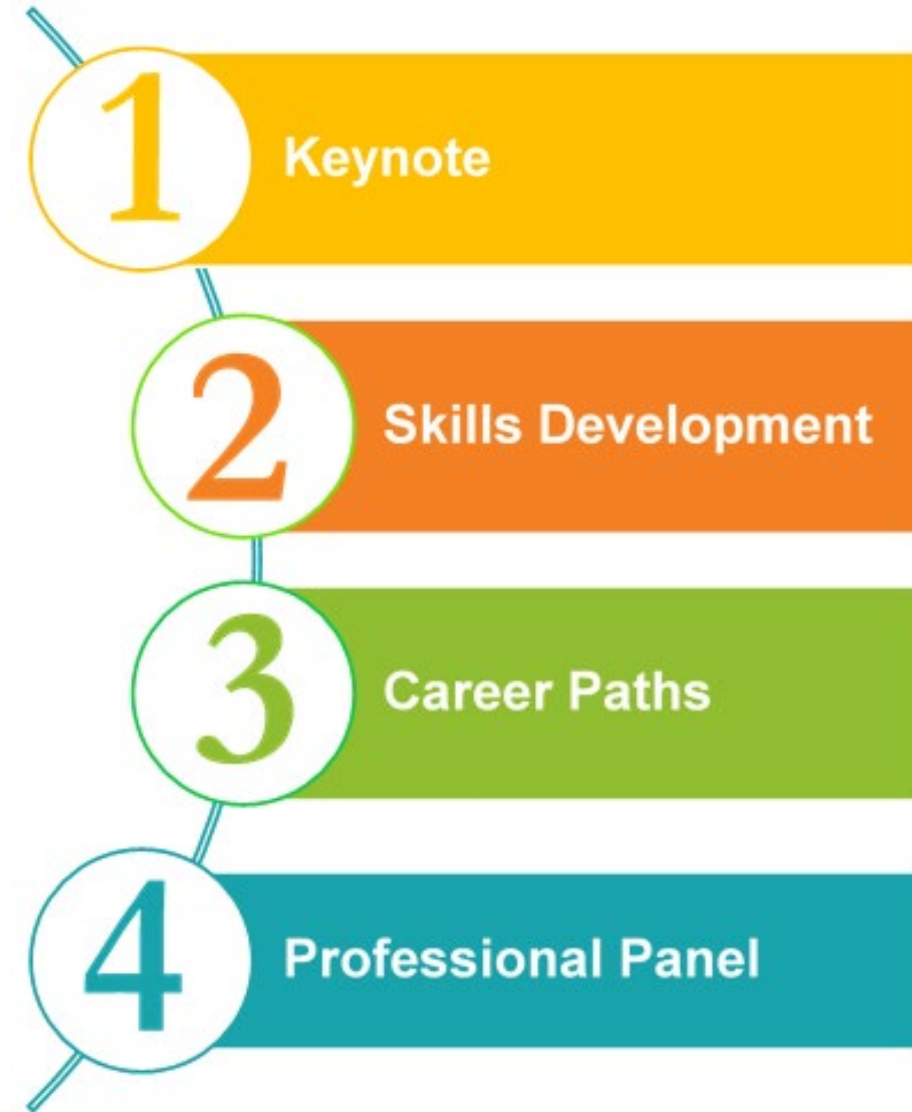 1
Keynote
2
Skills Development
3
Career Paths
4
Professional Panel